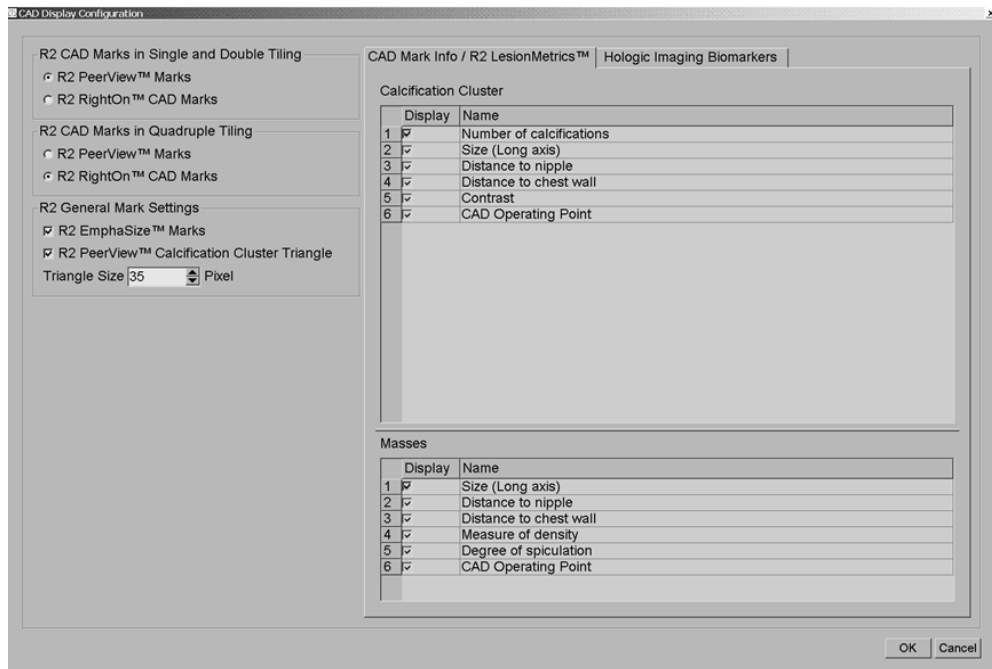 CAD Display Configuration
R2 CAD Marks in Single and Double Tiling
R2 PeerView™ Marks
R2 RightOn™ CAD Marks
R2 CAD Marks in Quadruple Tiling
R2 PeerView™ Marks
R2 RightOn™ CAD Marks
R2 General Mark Settings
R2 EmphaSize™ Marks
R2 PeerView™ Calcification Cluster Triangle
Triangle Size 35 Pixel
CAD Mark Info / R2 LesionMetrics™ Hologic Imaging Biomarkers
Calcification Cluster
Display Name
1 Number of calcifications
2 Size (Long axis)
3 Distance to nipple
4 Distance to chest wall
5 Contrast
6 CAD Operating Point
Masses
Display Name
1 Size (Long axis)
2 Distance to nipple
3 Distance to chest wall
4 Measure of density
5 Degree of spiculation
6 CAD Operating Point
OK Cancel